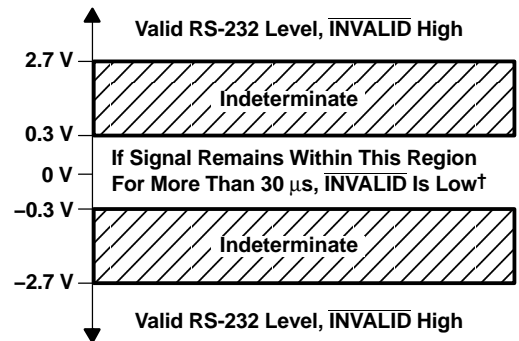 Valid RS-232 Level, INVALID High
2.7 V
Indeterminate
0.3 V
If Signal Remains Within This Region
0 V
For More Than 30 μs, INVALID Is Low†
−0.3 V
Indeterminate
−2.7 V
Valid RS-232 Level, INVALID High